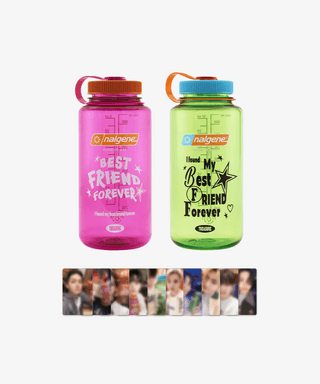 nalgene
BEST
FRIEND
FOREVER
nalgene
I found
My
Best
FRIEND
Forever